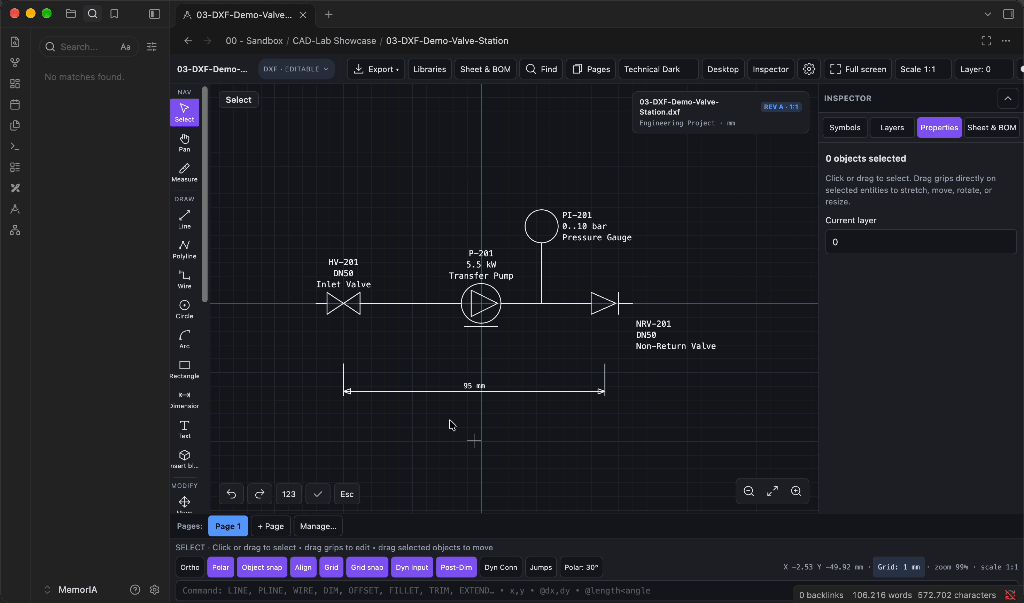 03-DXF-Demo-Valve...
Search...
Aa
No matches found.
00 - Sandbox / CAD-Lab Showcase / 03-DXF-Demo-Valve-Station
03-DXF-Demo-...
DXF · EDITABLE
Export
Libraries
Sheet & BOM
Find
Pages
Technical Dark
Desktop
Inspector
Full screen
Scale 1:1
Layer: 0
NAV
Select
Pan
Measure
DRAW
Line
Polyline
Wire
Circle
Arc
Rectangle
Dimension
Text
nsert bl...
MODIFY
Select
03-DXF-Demo-Valve-
Station.dxf
REV A · 1:1
Engineering Project · mm
PI-201
0..10 bar
Pressure Gauge
P-201
5.5 kW
Transfer Pump
HV-201
DN50
Inlet Valve
NRV-201
DN50
Non-Return Valve
95 mm
123
Esc
INSPECTOR
Symbols
Layers
Properties
Sheet & BOM
0 objects selected
Click or drag to select. Drag grips directly on
selected entities to stretch, move, rotate, or
resize.
Current layer
0
Pages:
Page 1
+ Page
Manage...
SELECT · Click or drag to select • drag grips to edit • drag selected objects to move
Ortho
Polar
Object snap
Align
Grid
Grid snap
Dyn Input
Post-Dim
Dyn Conn
Jumps
Polar: 30°
X -2.53 Y -49.92 mm ·
Grid: 1 mm
· zoom 99% · scale 1:1
Command: LINE, PLINE, WIRE, DIM, OFFSET, FILLET, TRIM, EXTEND… • x,y • @dx,dy • @length<angle
MemorIA
0 backlinks
106.216 words
572.702 characters